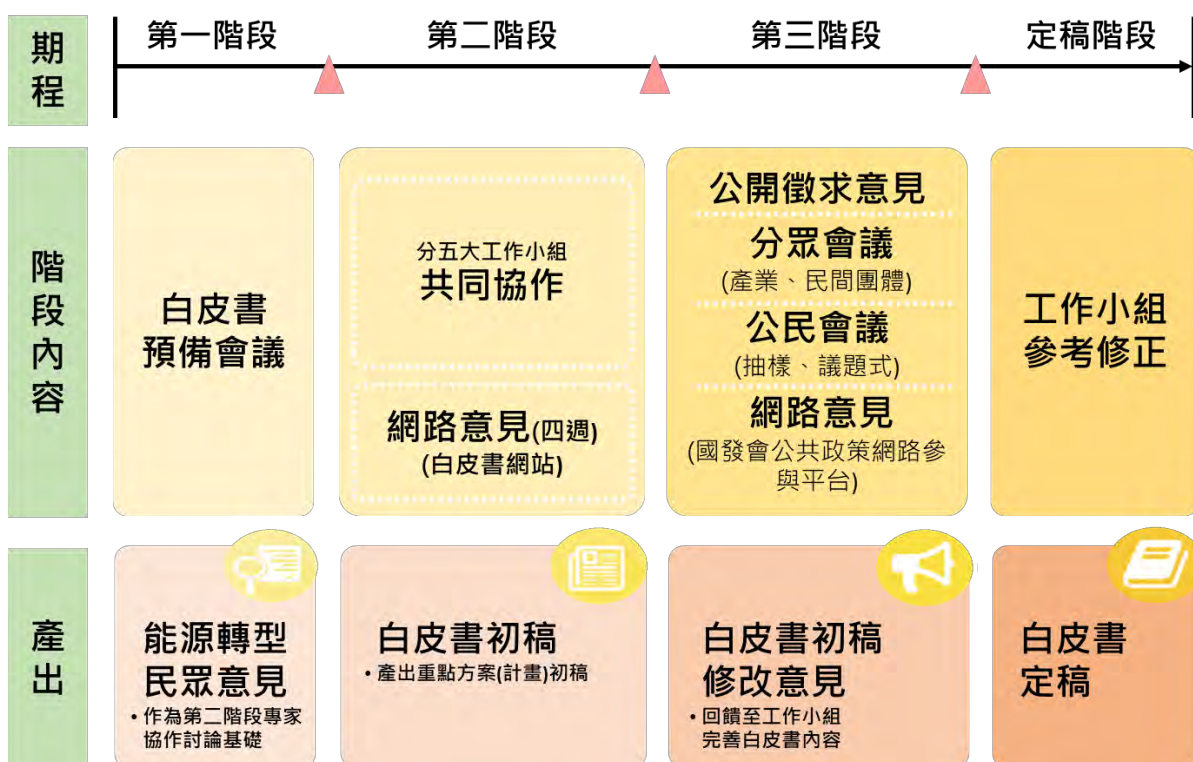 期
程
第一階段
第二階段
第三階段
定稿階段
階
段
內
容
白皮書
預備會議
分五大工作小組
共同協作
網路意見(四週)
(白皮書網站)
公開徵求意見
分眾會議
(產業、民間團體)
公民會議
(抽樣、議題式)
網路意見
(國發會公共政策網路參
與平台)
工作小組
參考修正
產
出
能源轉型
民眾意見
•作為第二階段專家
協作討論基礎
白皮書初稿
•產出重點方案(計畫)初稿
白皮書初稿
修改意見
•回饋至工作小組
完善白皮書內容
白皮書
定稿